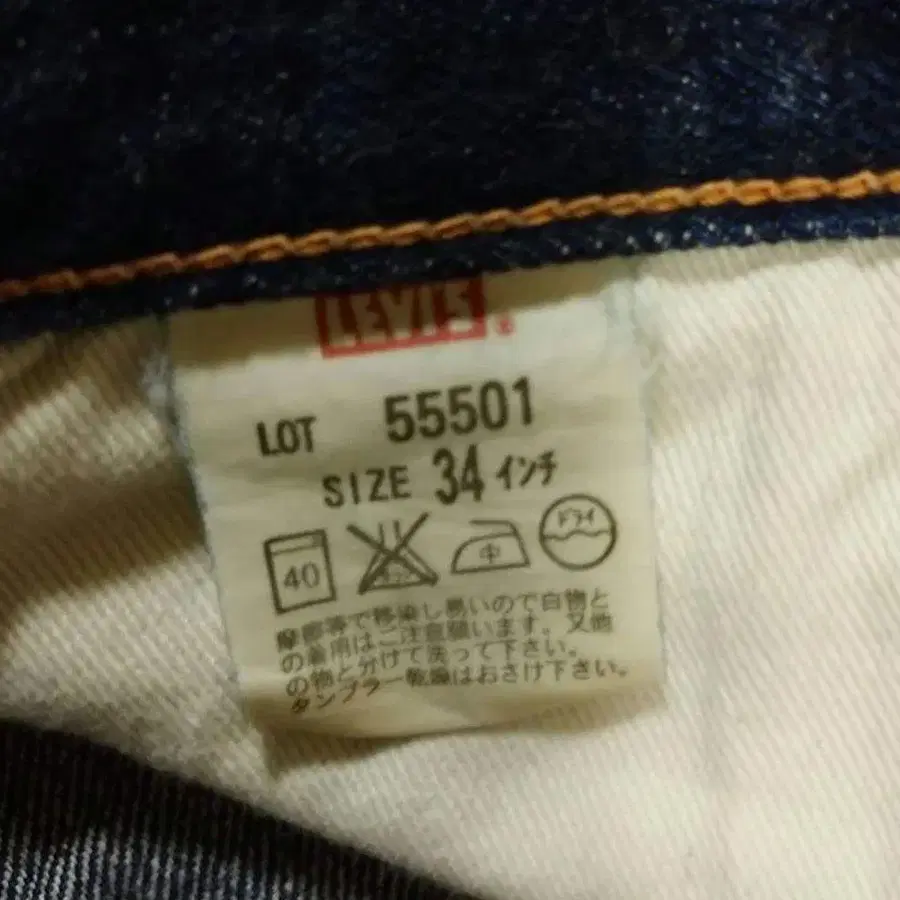 LEVI'S®
LOT 55501
SIZE 34 インチ
40 中 ドライ
摩擦等で移染し易いので白物と
の着用はご注意願います。又他
の物と分けて洗って下さい。
タンブラー乾燥はおさけ下さい。